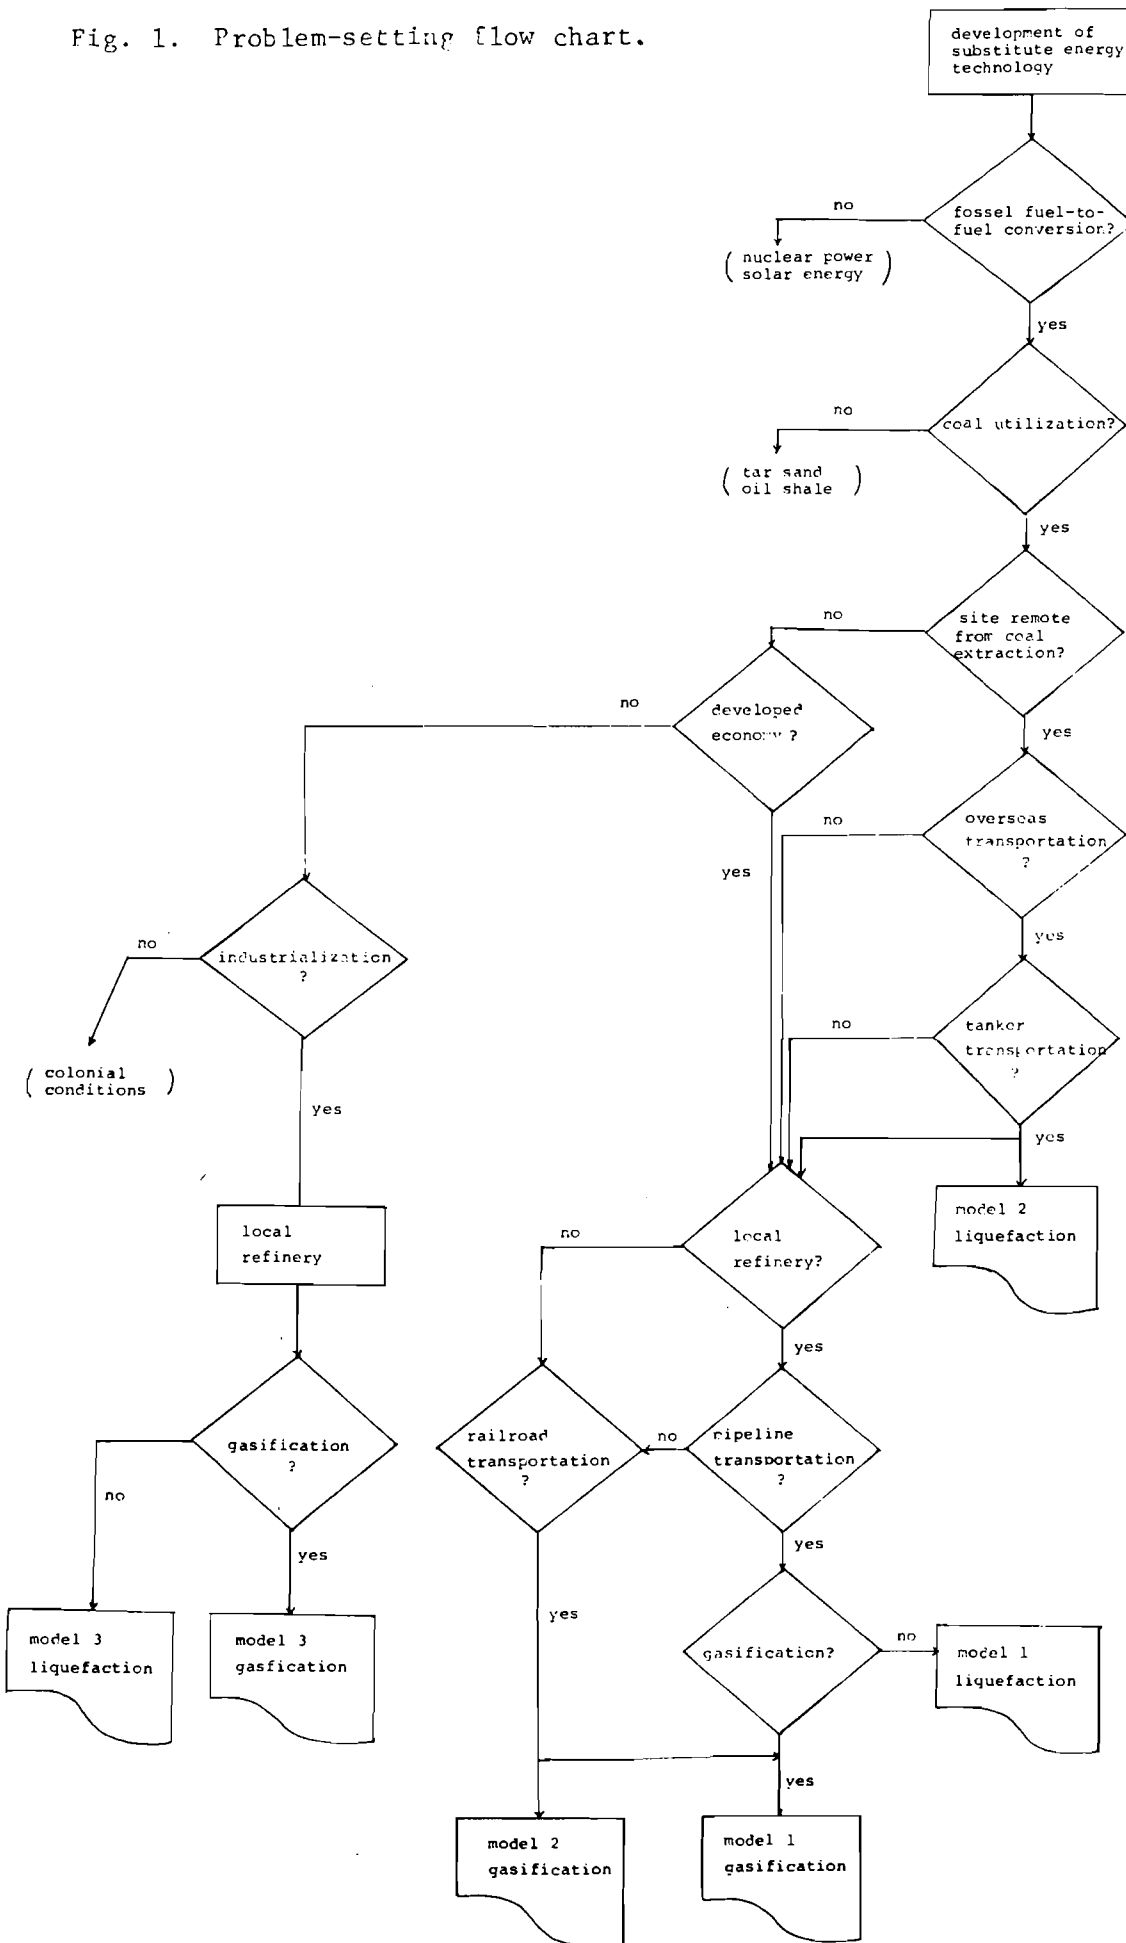 Fig. 1. Problem-setting flow chart.
development of
substitute energy
technology
no
fossel fuel-to-
fuel conversion?
( nuclear power )
solar energy
yes
no
coal utilization?
( tar sand )
oil shale
yes
no
site remote
from coal
extraction?
no
developed
economy?
yes
no
overseas
transportation
?
yes
yes
no
industrialization
?
no
tanker
transportation
?
( colonial )
conditions
yes
yes
model 2
liquefaction
local
refinery
no
local
refinery?
yes
gasification
?
railroad
transportation
?
no
pipeline
transportation
?
no
yes
yes
yes
model 3
liquefaction
model 3
gasfication
gasification?
no
model 1
liquefaction
yes
model 2
gasification
model 1
gasification